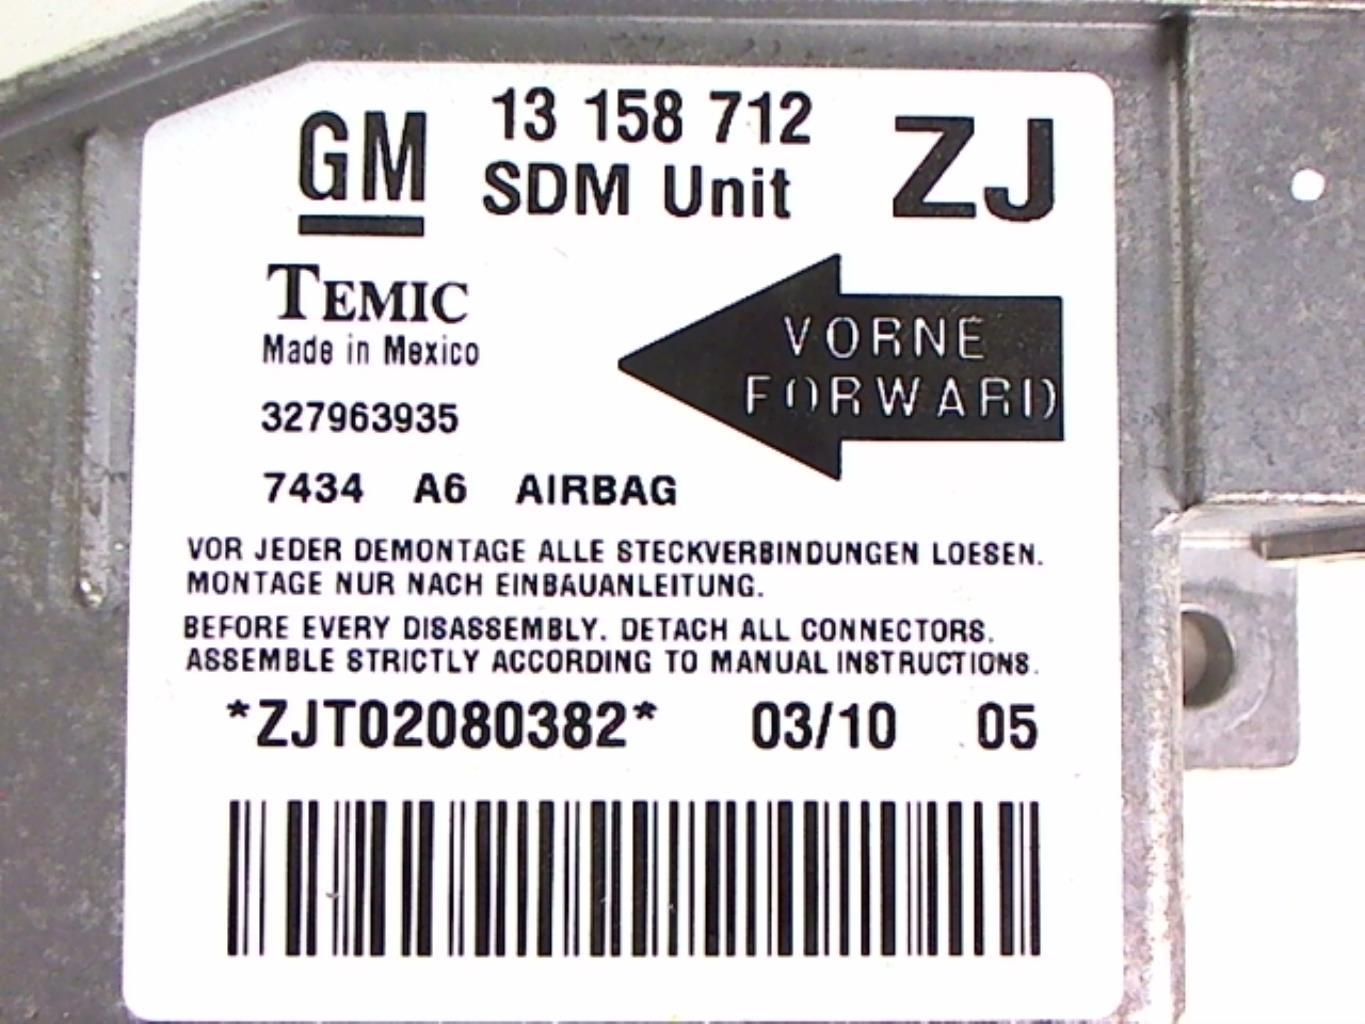 GM 13 158 712 ZJ
SDM Unit
TEMIC
Made in Mexico
VORNE
FORWARD
327963935
7434 A6 AIRBAG
VOR JEDER DEMONTAGE ALLE STECKVERBINDUNGEN LOESEN.
MONTAGE NUR NACH EINBAUANLEITUNG.
BEFORE EVERY DISASSEMBLY. DETACH ALL CONNECTORS.
ASSEMBLE STRICTLY ACCORDING TO MANUAL INSTRUCTIONS.
*ZJT02080382* 03/10 05